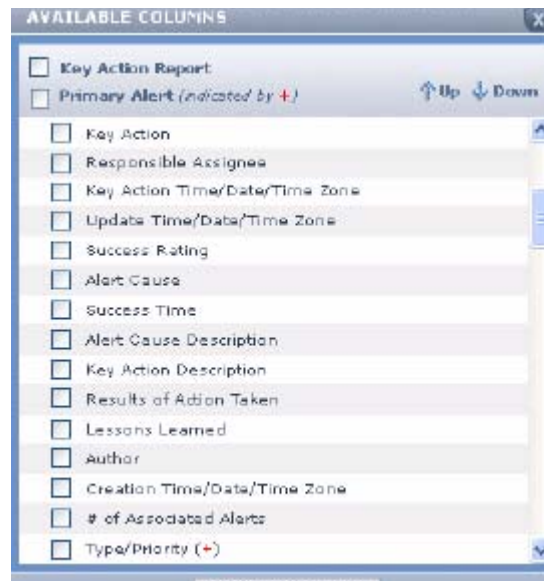 AVAILABLE COLUMNS X
Key Action Report
Primary Alert (indicated by +) Up Down
Key Action
Responsible Assignee
Key Action Time/Date/Time Zone
Update Time/Date/Time Zone
Success Rating
Alert Cause
Success Time
Alert Cause Description
Key Action Description
Results of Action Taken
Lessons Learned
Author
Creation Time/Date/Time Zone
# of Associated Alerts
Type/Priority (+)